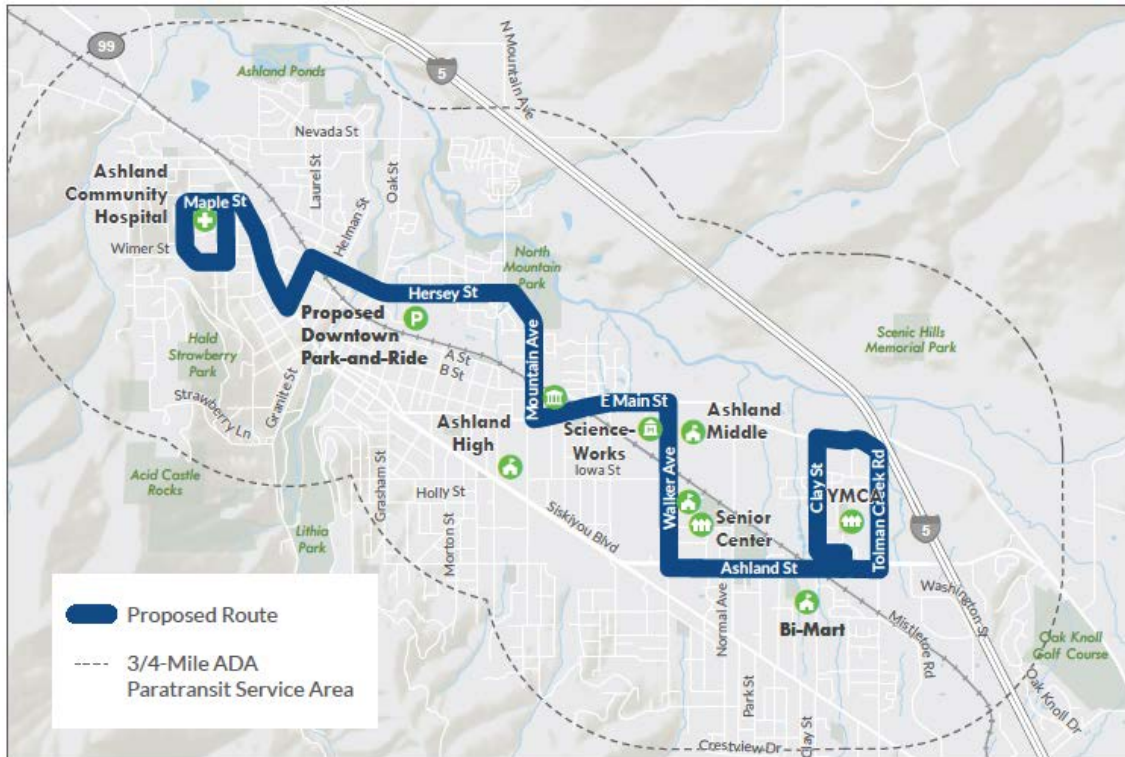 99
5
N Mountain Ave
Ashland Ponds
Nevada St
Ashland
Community
Hospital
Maple St
Laurel St
Oak St
Helman St
Wimer St
North
Mountain
Park
Hersey St
P
Proposed
Downtown
Park-and-Ride
Scenic Hills
Memorial Park
Hald
Strawberry
Park
A St
B St
Mountain Ave
Granite St
Strawberry Ln
E Main St
Ashland
High
Science-
Works
Ashland
Middle
Iowa St
Acid Castle
Rocks
Grasham St
Holly St
Walker Ave
Clay St
YMCA
Tolman Creek Rd
Siskiyou Blvd
Senior
Center
5
Lithia
Park
Morton St
Ashland St
Washington St
Normal Ave
Bi-Mart
Mistletoe Rd
Oak Knoll
Golf Course
Oak Knoll Dr
Park St
Clay St
Crestview Dr
Proposed Route
3/4-Mile ADA
Paratransit Service Area